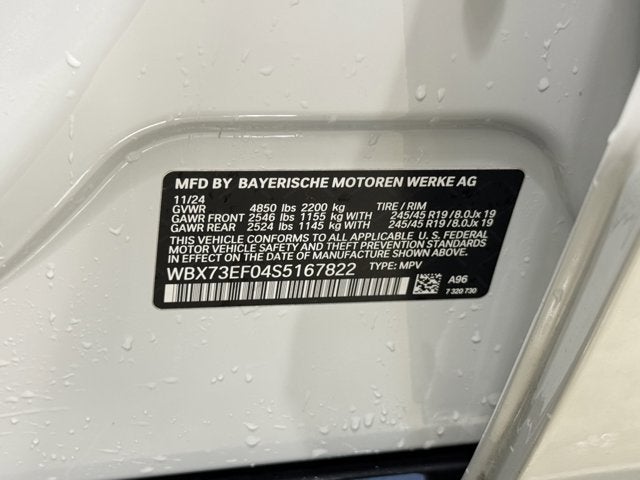 MFD BY BAYERISCHE MOTOREN WERKE AG
11/24
GVWR 4850 lbs 2200 kg TIRE / RIM
GAWR FRONT 2546 lbs 1155 kg WITH 245/45 R19 / 8.0Jx 19
GAWR REAR 2524 lbs 1145 kg WITH 245/45 R19 / 8.0Jx 19
THIS VEHICLE CONFORMS TO ALL APPLICABLE U.S. FEDERAL
MOTOR VEHICLE SAFETY, BUMPER, AND THEFT PREVENTION
STANDARDS IN EFFECT ON THE DATE OF MANUFACTURE SHOWN ABOVE.
WBX73EF04S5167822 TYPE: MPV
A96
7 320 730